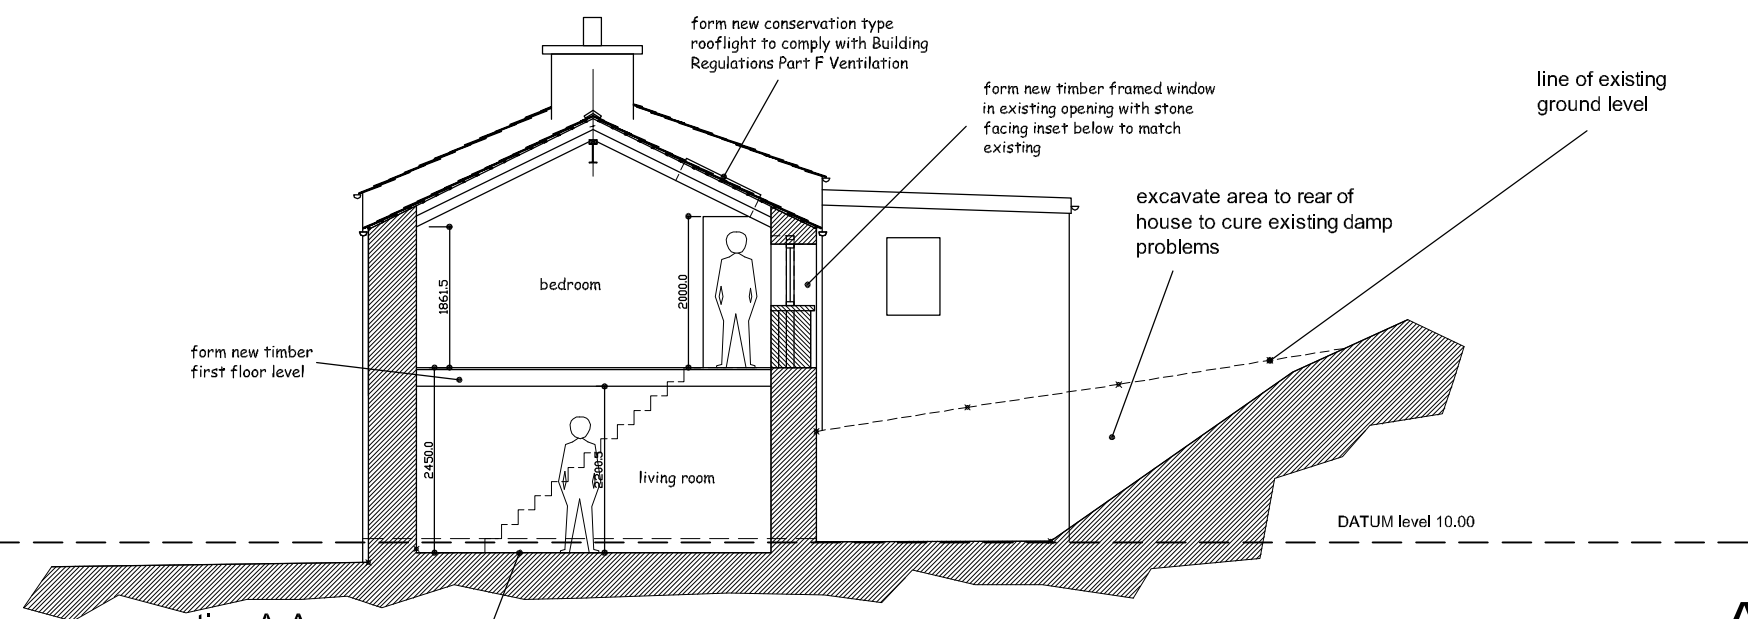 form new conservation type
rooflight to comply with Building
Regulations Part F Ventilation
line of existing
ground level
form new timber framed window
in existing opening with stone
facing inset below to match
existing
excavate area to rear of
house to cure existing damp
problems
bedroom
1861.5
2000.0
form new timber
first floor level
2450.0
2200.5
living room
DATUM level 10.00
A-A
A